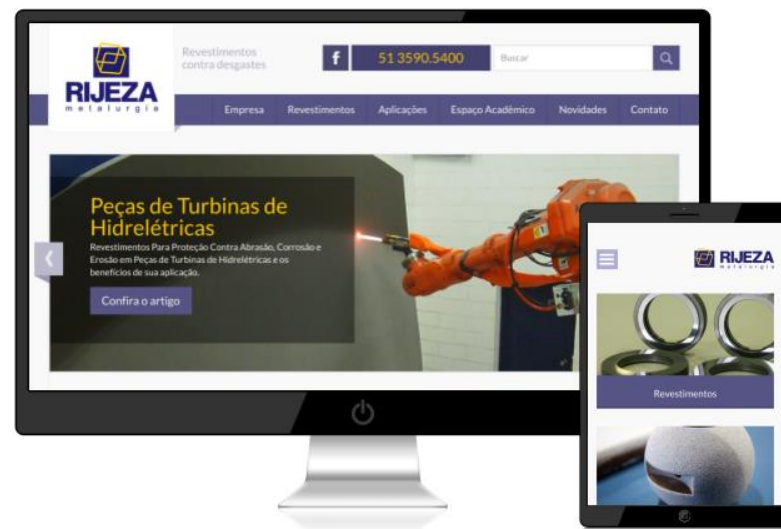 Revestimentos
contra desgastes
f
51 3590.5400
Buscar
RIJEZA
metalurgia
Empresa Revestimentos Aplicações Espaço Acadêmico Novidades Contato
Peças de Turbinas de
Hidrelétricas
Revestimentos Para Proteção Contra Abrasão, Corrosão e
Erosão em Peças de Turbinas de Hidrelétricas e os
benefícios de sua aplicação.
Confira o artigo
RIJEZA
metalurgia
Revestimentos